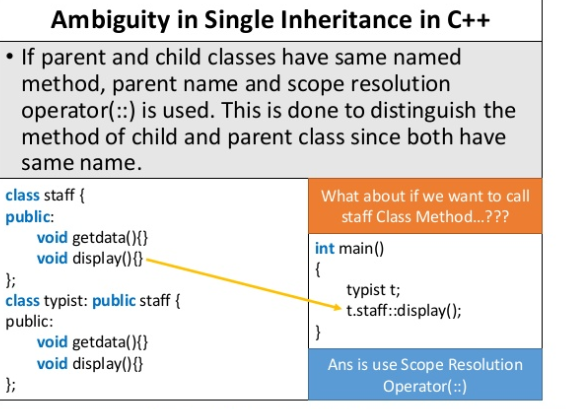 Ambiguity in Single Inheritance in C++
• If parent and child classes have same named
method, parent name and scope resolution
operator(::) is used. This is done to distinguish the
method of child and parent class since both have
same name.
class staff {
public:
void getdata(){}
void display(){}
};
class typist: public staff {
public:
void getdata(){}
void display(){}
};
What about if we want to call
staff Class Method...???
int main()
{
typist t;
t.staff::display();
}
Ans is use Scope Resolution
Operator(::)